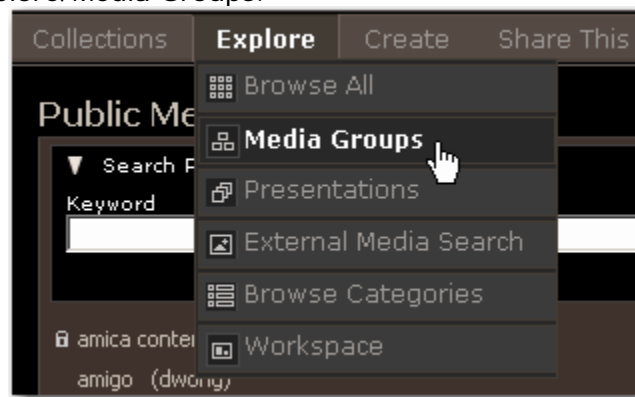 Collections Explore Create Share This
Browse All
Public Me
Media Groups
Search P
Keyword
Presentations
External Media Search
Browse Categories
amica conter
Workspace
amigo (dwong)